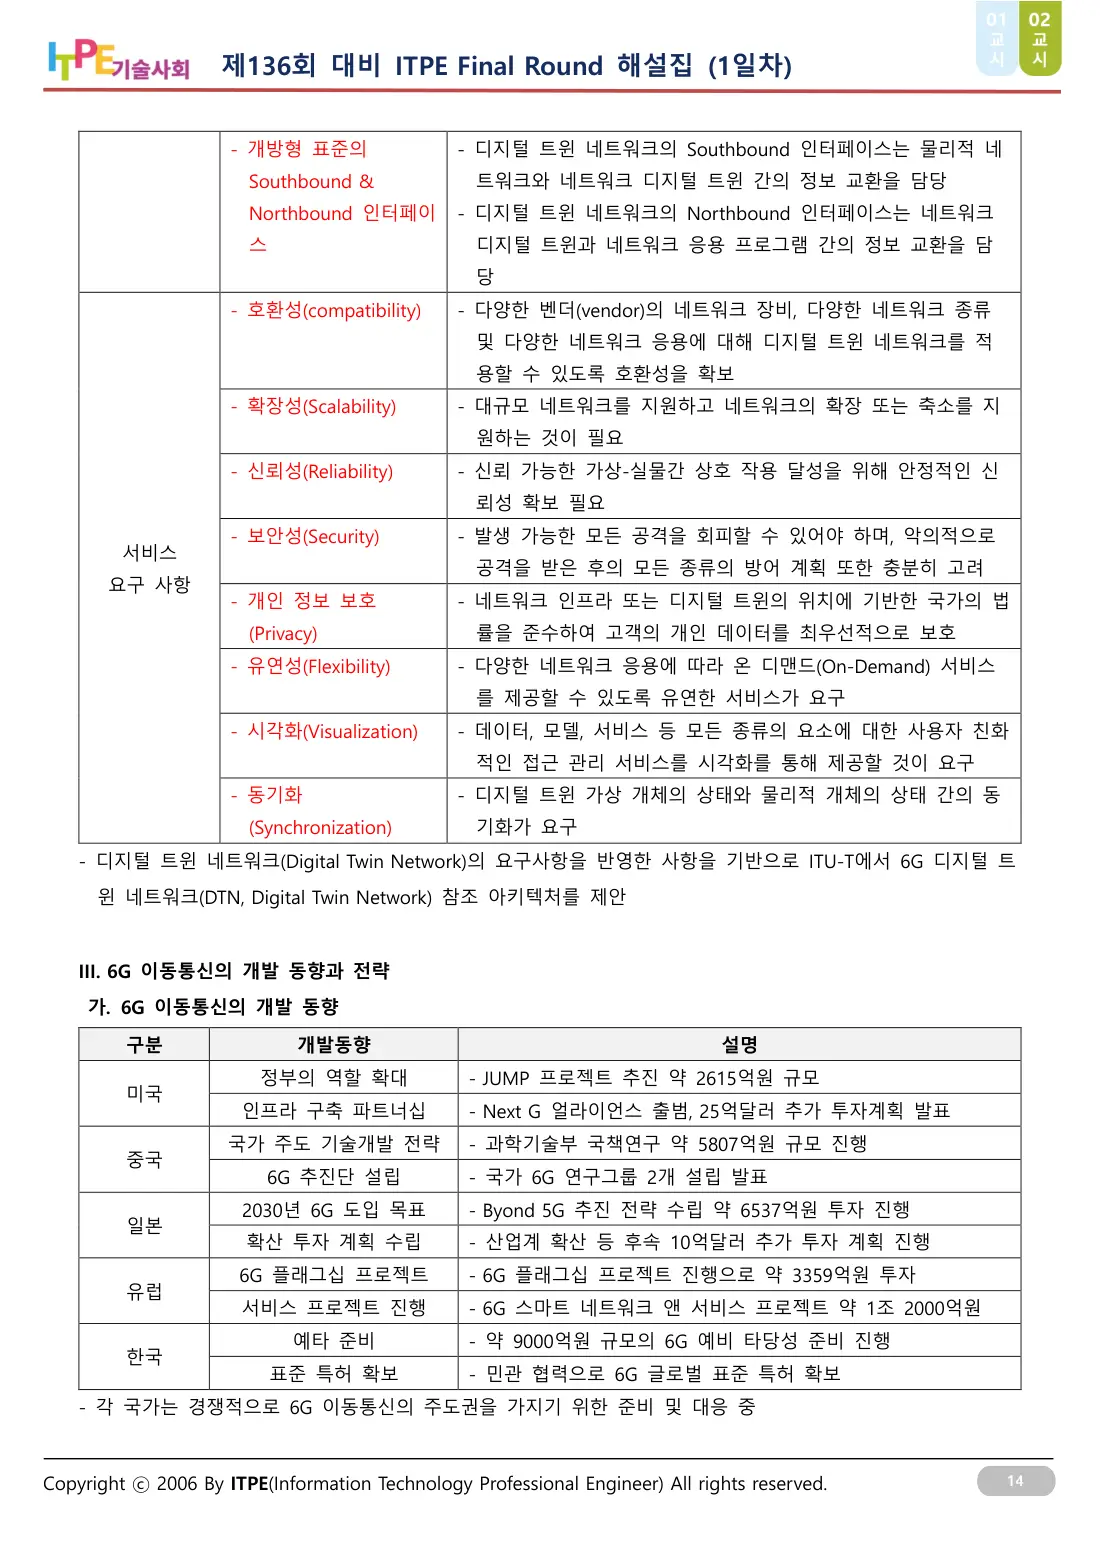 ITPE기술사회 제136회 대비 ITPE Final Round 해설집 (1일차)
01
교
시
02
교
시
- 개방형 표준의
Southbound &
Northbound 인터페이
스
- 디지털 트윈 네트워크의 Southbound 인터페이스는 물리적 네
트워크와 네트워크 디지털 트윈 간의 정보 교환을 담당
- 디지털 트윈 네트워크의 Northbound 인터페이스는 네트워크
디지털 트윈과 네트워크 응용 프로그램 간의 정보 교환을 담
당
서비스
요구 사항
- 호환성(compatibility)
- 다양한 벤더(vendor)의 네트워크 장비, 다양한 네트워크 종류
및 다양한 네트워크 응용에 대해 디지털 트윈 네트워크를 적
용할 수 있도록 호환성을 확보
- 확장성(Scalability)
- 대규모 네트워크를 지원하고 네트워크의 확장 또는 축소를 지
원하는 것이 필요
- 신뢰성(Reliability)
- 신뢰 가능한 가상-실물간 상호 작용 달성을 위해 안정적인 신
뢰성 확보 필요
- 보안성(Security)
- 발생 가능한 모든 공격을 회피할 수 있어야 하며, 악의적으로
공격을 받은 후의 모든 종류의 방어 계획 또한 충분히 고려
- 개인 정보 보호
(Privacy)
- 네트워크 인프라 또는 디지털 트윈의 위치에 기반한 국가의 법
률을 준수하여 고객의 개인 데이터를 최우선적으로 보호
- 유연성(Flexibility)
- 다양한 네트워크 응용에 따라 온 디맨드(On-Demand) 서비스
를 제공할 수 있도록 유연한 서비스가 요구
- 시각화(Visualization)
- 데이터, 모델, 서비스 등 모든 종류의 요소에 대한 사용자 친화
적인 접근 관리 서비스를 시각화를 통해 제공할 것이 요구
- 동기화
(Synchronization)
- 디지털 트윈 가상 개체의 상태와 물리적 개체의 상태 간의 동
기화가 요구
- 디지털 트윈 네트워크(Digital Twin Network)의 요구사항을 반영한 사항을 기반으로 ITU-T에서 6G 디지털 트
윈 네트워크(DTN, Digital Twin Network) 참조 아키텍처를 제안
III. 6G 이동통신의 개발 동향과 전략
가. 6G 이동통신의 개발 동향
구분 개발동향 설명
미국
정부의 역할 확대 - JUMP 프로젝트 추진 약 2615억원 규모
인프라 구축 파트너십 - Next G 얼라이언스 출범, 25억달러 추가 투자계획 발표
중국
국가 주도 기술개발 전략 - 과학기술부 국책연구 약 5807억원 규모 진행
6G 추진단 설립 - 국가 6G 연구그룹 2개 설립 발표
일본
2030년 6G 도입 목표 - Byond 5G 추진 전략 수립 약 6537억원 투자 진행
확산 투자 계획 수립 - 산업계 확산 등 후속 10억달러 추가 투자 계획 진행
유럽
6G 플래그십 프로젝트 - 6G 플래그십 프로젝트 진행으로 약 3359억원 투자
서비스 프로젝트 진행 - 6G 스마트 네트워크 앤 서비스 프로젝트 약 1조 2000억원
한국
예타 준비 - 약 9000억원 규모의 6G 예비 타당성 준비 진행
표준 특허 확보 - 민관 협력으로 6G 글로벌 표준 특허 확보
- 각 국가는 경쟁적으로 6G 이동통신의 주도권을 가지기 위한 준비 및 대응 중
Copyright ⓒ 2006 By ITPE(Information Technology Professional Engineer) All rights reserved.
14